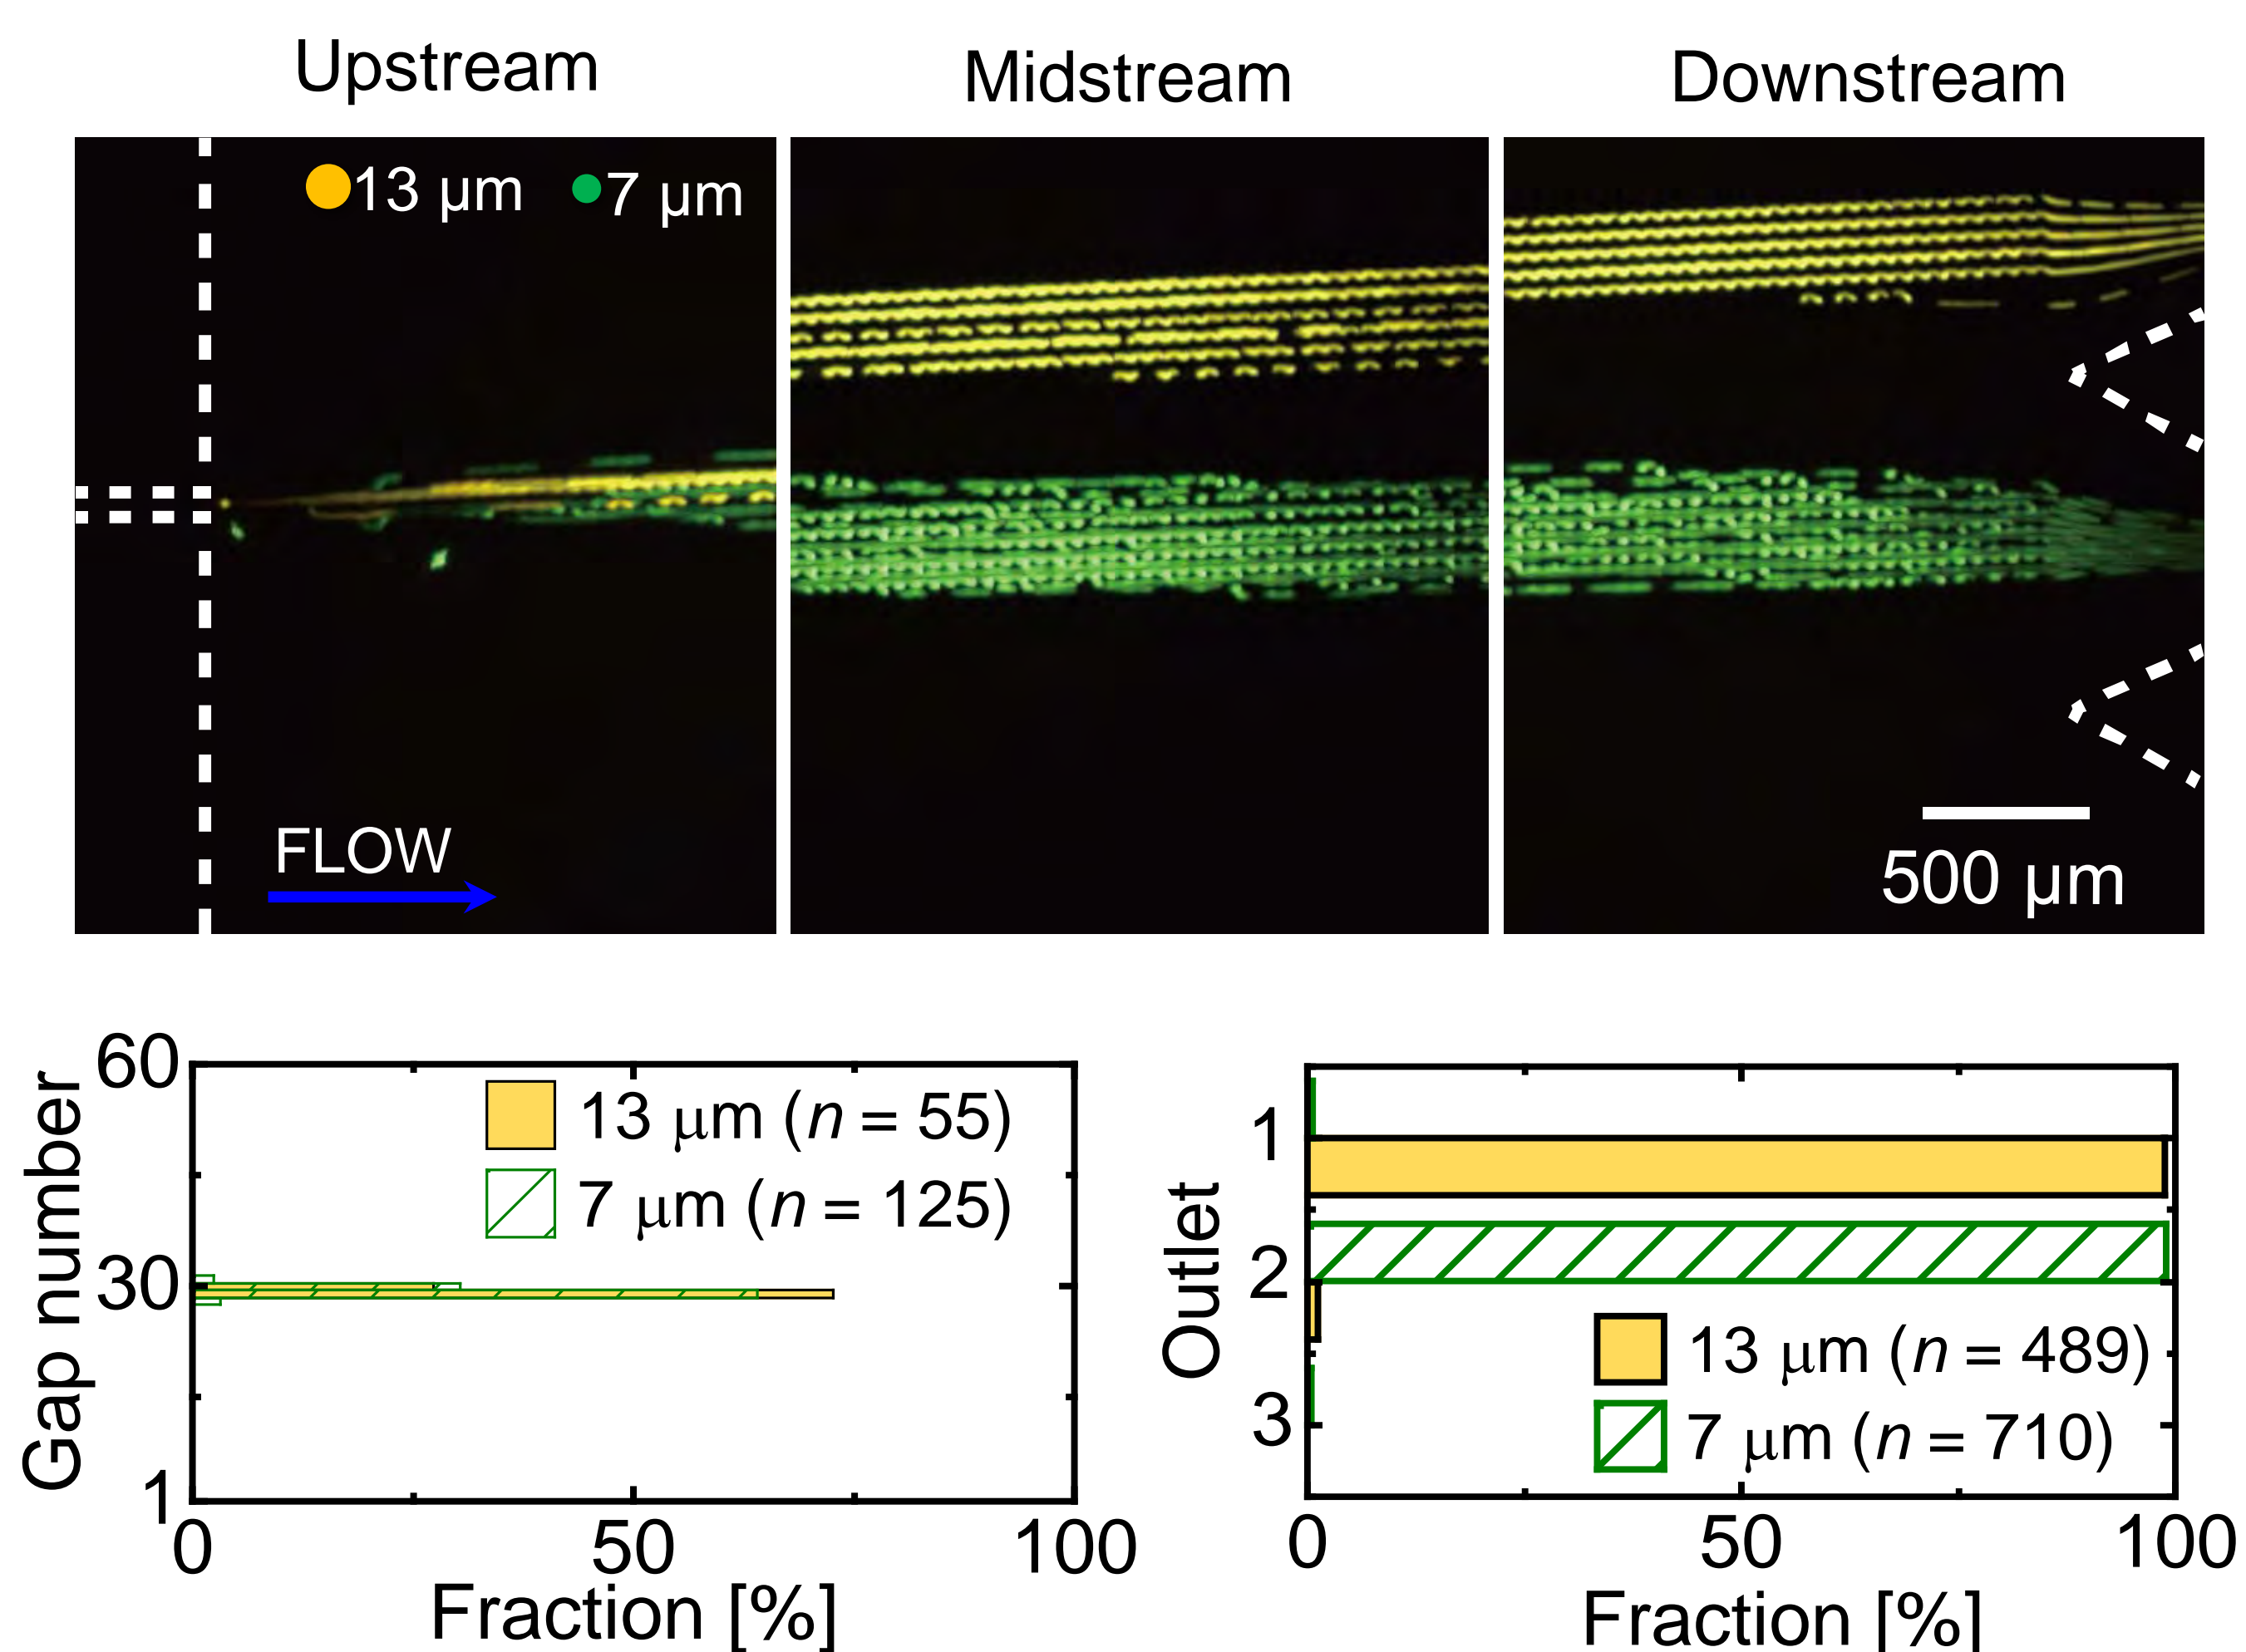 Upstream
Midstream
Downstream
13 µm
7 µm
FLOW
500 µm
60
30
1
Gap number
13 µm (n = 55)
7 µm (n = 125)
0
50
100
Fraction [%]
1
2
3
Outlet
13 µm (n = 489)
7 µm (n = 710)
0
50
100
Fraction [%]